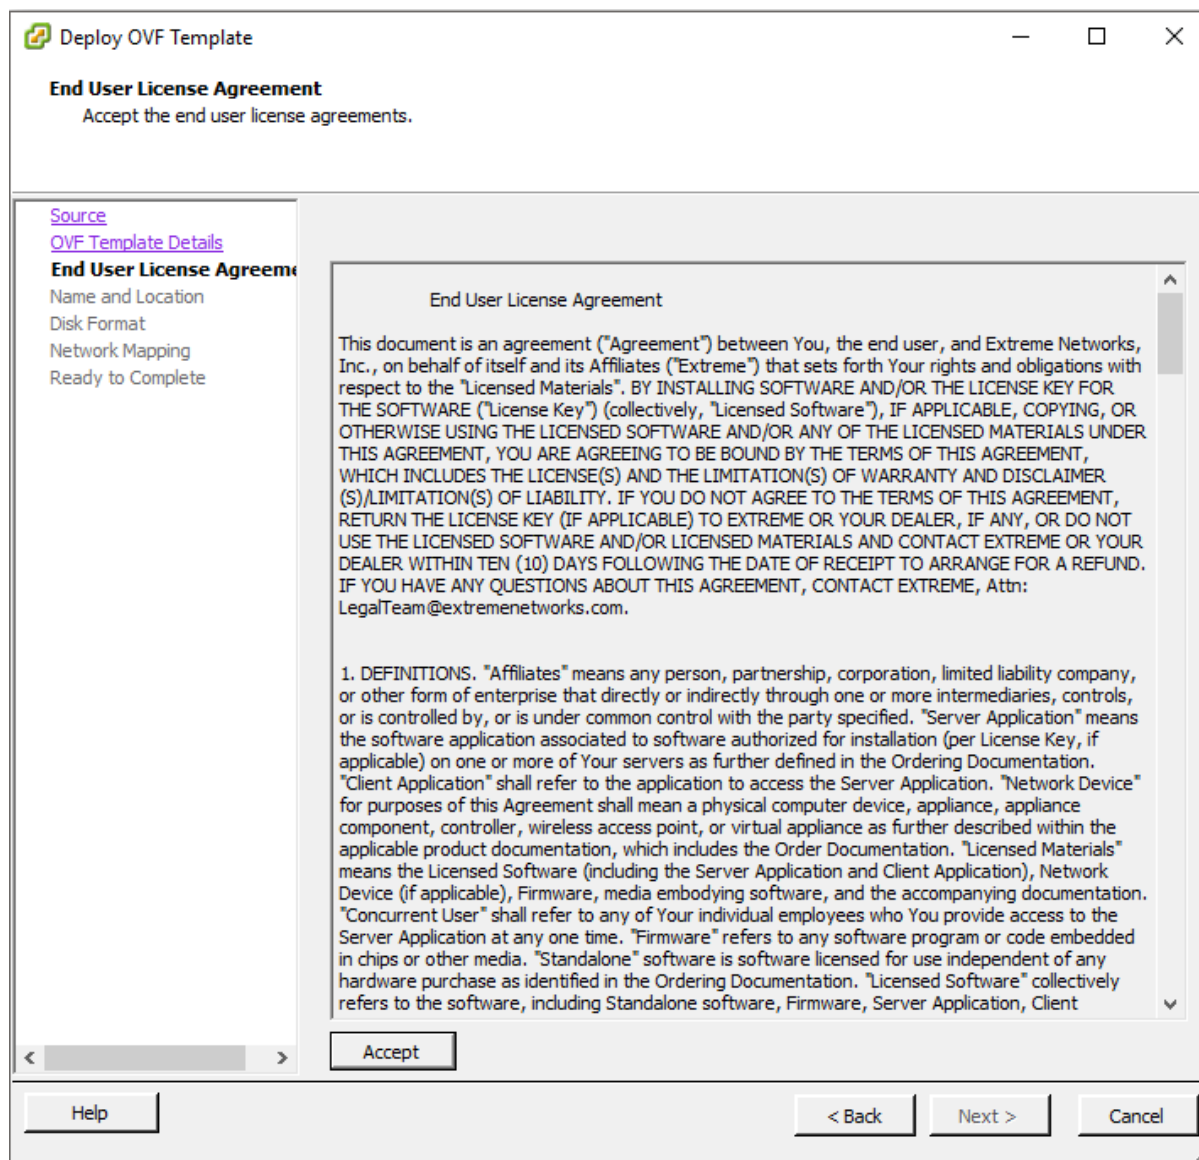 Deploy OVF Template
End User License Agreement
Accept the end user license agreements.
Source
OVF Template Details
End User License Agreeme
Name and Location
Disk Format
Network Mapping
Ready to Complete
End User License Agreement
This document is an agreement ("Agreement") between You, the end user, and Extreme Networks,
Inc., on behalf of itself and its Affiliates ("Extreme") that sets forth Your rights and obligations with
respect to the "Licensed Materials". BY INSTALLING SOFTWARE AND/OR THE LICENSE KEY FOR
THE SOFTWARE ("License Key") (collectively, "Licensed Software"), IF APPLICABLE, COPYING, OR
OTHERWISE USING THE LICENSED SOFTWARE AND/OR ANY OF THE LICENSED MATERIALS UNDER
THIS AGREEMENT, YOU ARE AGREEING TO BE BOUND BY THE TERMS OF THIS AGREEMENT,
WHICH INCLUDES THE LICENSE(S) AND THE LIMITATION(S) OF WARRANTY AND DISCLAIMER
(S)/LIMITATION(S) OF LIABILITY. IF YOU DO NOT AGREE TO THE TERMS OF THIS AGREEMENT,
RETURN THE LICENSE KEY (IF APPLICABLE) TO EXTREME OR YOUR DEALER, IF ANY, OR DO NOT
USE THE LICENSED SOFTWARE AND/OR LICENSED MATERIALS AND CONTACT EXTREME OR YOUR
DEALER WITHIN TEN (10) DAYS FOLLOWING THE DATE OF RECEIPT TO ARRANGE FOR A REFUND.
IF YOU HAVE ANY QUESTIONS ABOUT THIS AGREEMENT, CONTACT EXTREME, Attn:
LegalTeam@extremenetworks.com.
1. DEFINITIONS. "Affiliates" means any person, partnership, corporation, limited liability company,
or other form of enterprise that directly or indirectly through one or more intermediaries, controls,
or is controlled by, or is under common control with the party specified. "Server Application" means
the software application associated to software authorized for installation (per License Key, if
applicable) on one or more of Your servers as further defined in the Ordering Documentation.
"Client Application" shall refer to the application to access the Server Application. "Network Device"
for purposes of this Agreement shall mean a physical computer device, appliance, appliance
component, controller, wireless access point, or virtual appliance as further described within the
applicable product documentation, which includes the Order Documentation. "Licensed Materials"
means the Licensed Software (including the Server Application and Client Application), Network
Device (if applicable), Firmware, media embodying software, and the accompanying documentation.
"Concurrent User" shall refer to any of Your individual employees who You provide access to the
Server Application at any one time. "Firmware" refers to any software program or code embedded
in chips or other media. "Standalone" software is software licensed for use independent of any
hardware purchase as identified in the Ordering Documentation. "Licensed Software" collectively
refers to the software, including Standalone software, Firmware, Server Application, Client
Accept
Help
< Back
Next >
Cancel